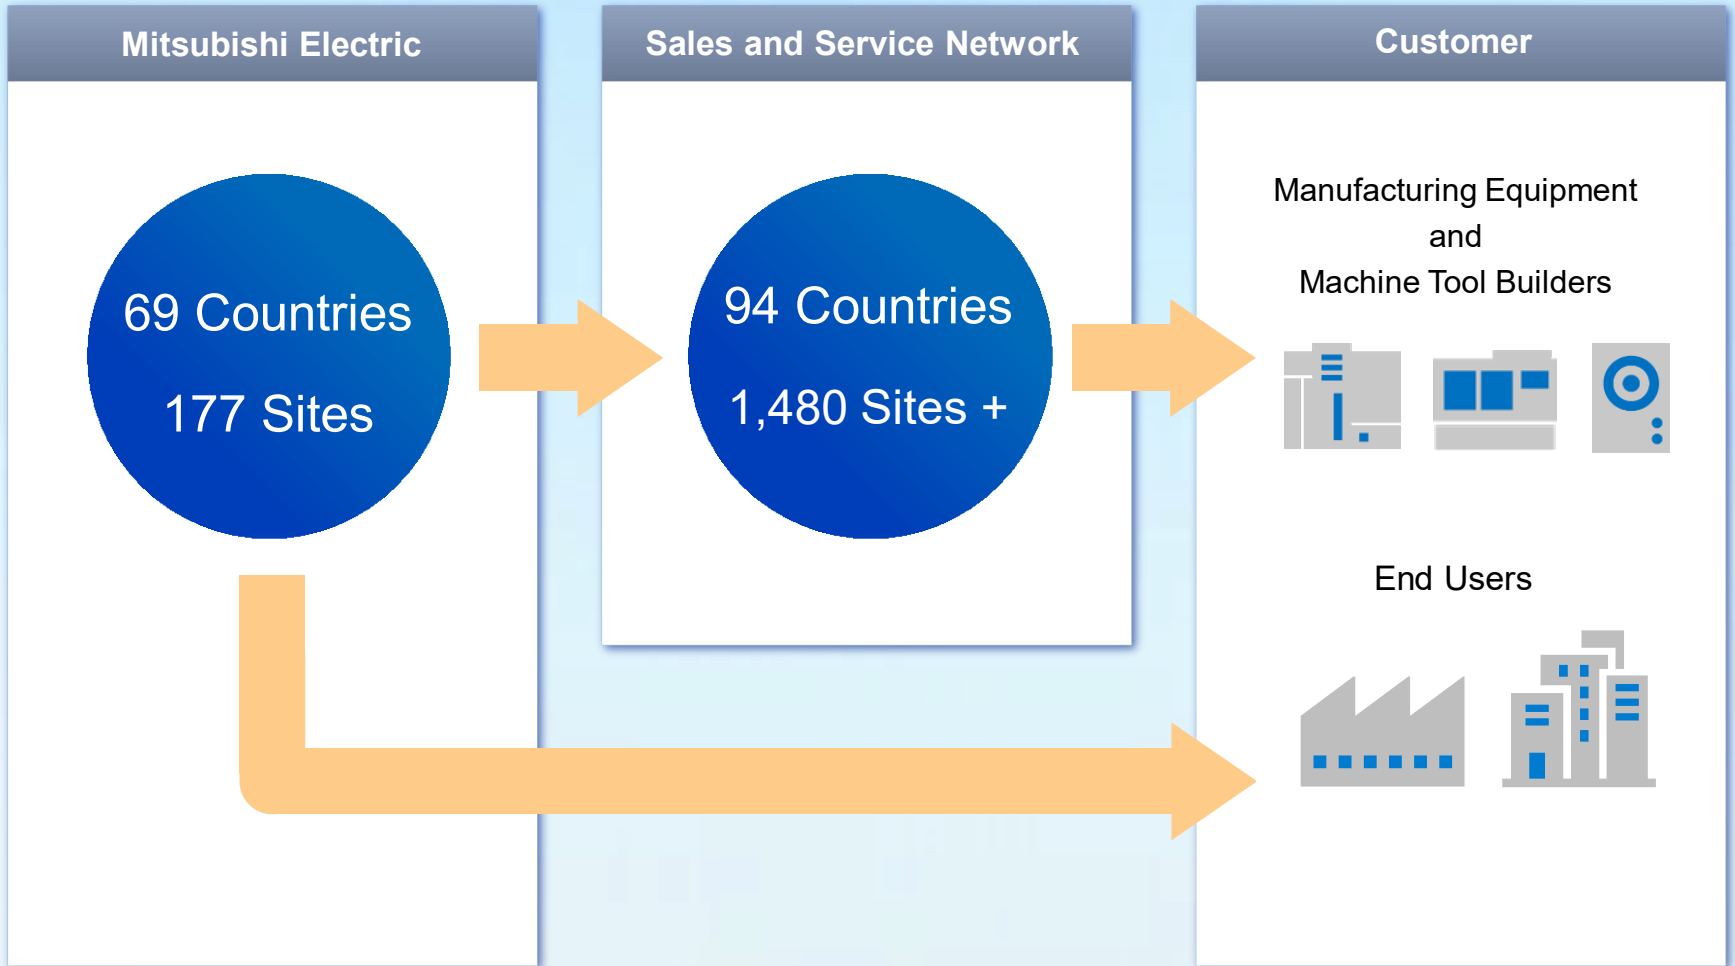 Mitsubishi Electric
69 Countries
177 Sites
Sales and Service Network
94 Countries
1,480 Sites +
Customer
Manufacturing Equipment
and
Machine Tool Builders
End Users